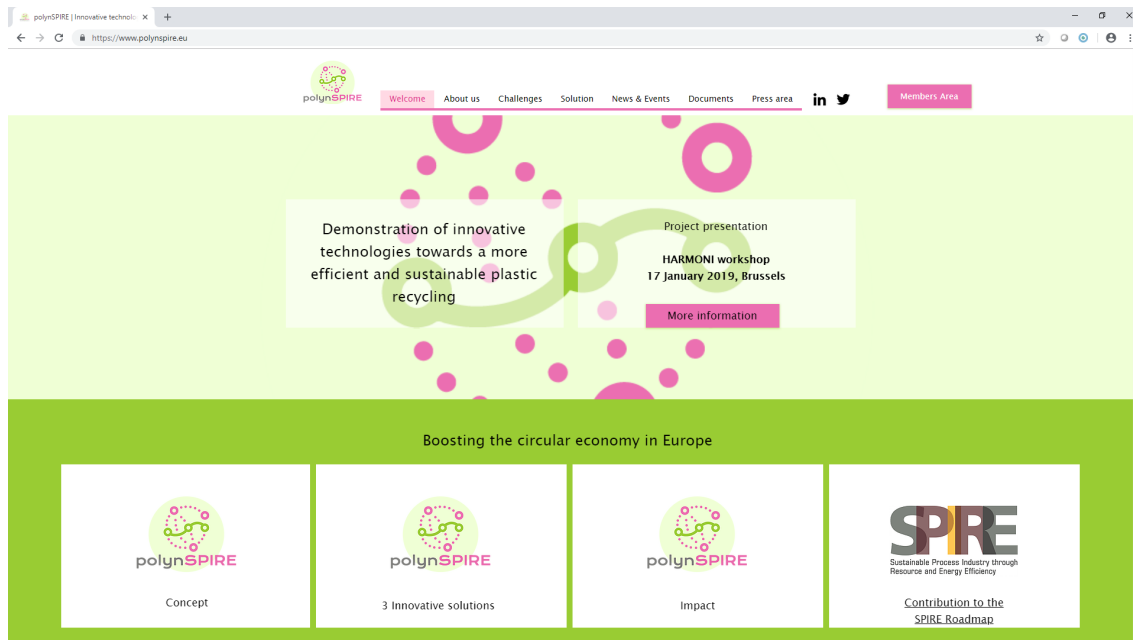 polynSPIRE | Innovative technolo
https://www.polynspire.eu
polynSPIRE
Welcome About us Challenges Solution News & Events Documents Press area in Members Area
Demonstration of innovative
technologies towards a more
efficient and sustainable plastic
recycling
Project presentation
HARMONI workshop
17 January 2019, Brussels
More information
Boosting the circular economy in Europe
polynSPIRE
Concept
polynSPIRE
3 Innovative solutions
polynSPIRE
Impact
SPIRE
Sustainable Process Industry through
Resource and Energy Efficiency
Contribution to the
SPIRE Roadmap